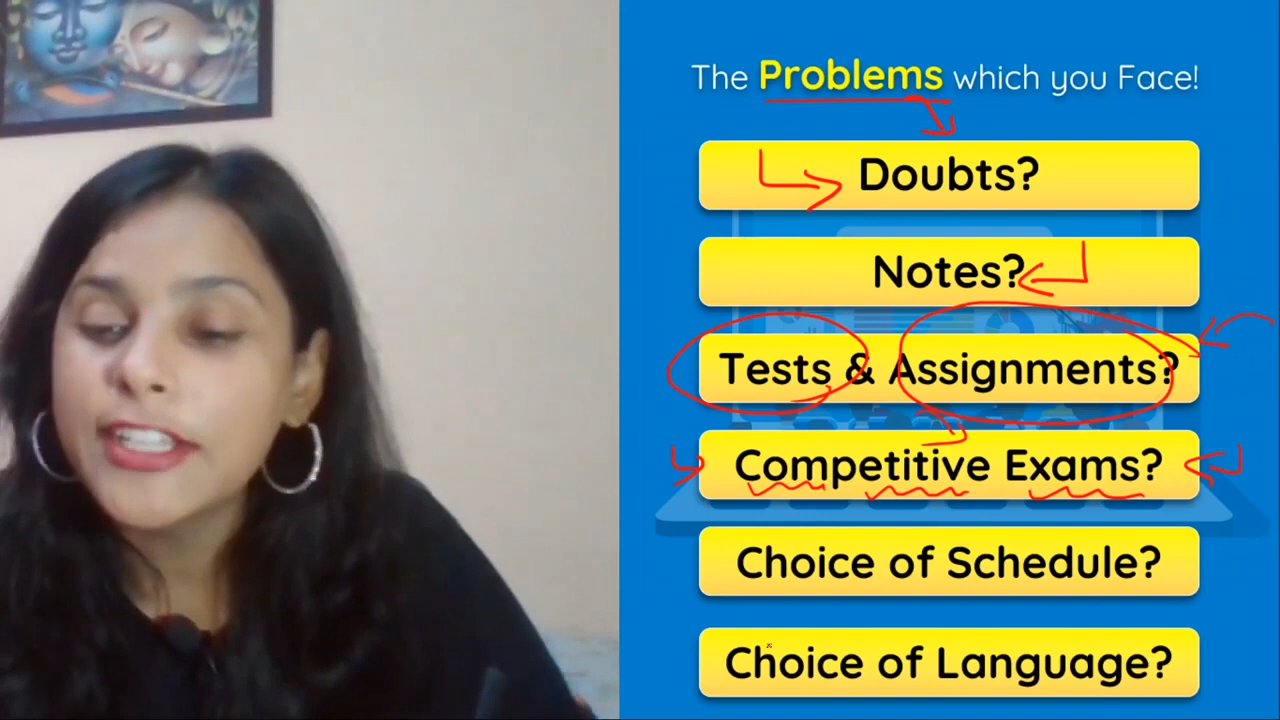 The Problems which you Face!
Doubts?
Notes?
Tests & Assignments?
Competitive Exams?
Choice of Schedule?
Choice of Language?